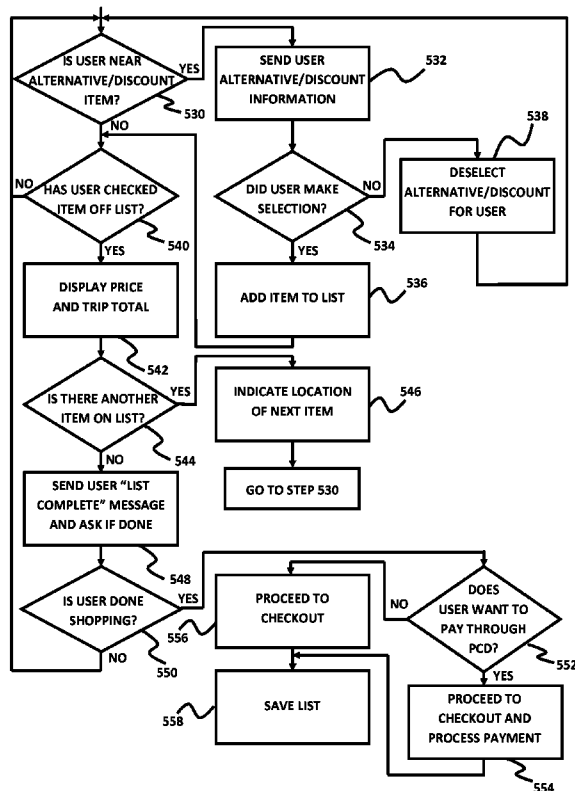 IS USER NEAR
ALTERNATIVE/DISCOUNT
ITEM?
530
YES
NO
SEND USER
ALTERNATIVE/DISCOUNT
INFORMATION
532
HAS USER CHECKED
ITEM OFF LIST?
540
NO
YES
DID USER MAKE
SELECTION?
534
NO
YES
538
DESELECT
ALTERNATIVE/DISCOUNT
FOR USER
DISPLAY PRICE
AND TRIP TOTAL
542
ADD ITEM TO LIST
536
IS THERE ANOTHER
ITEM ON LIST?
544
YES
NO
INDICATE LOCATION
OF NEXT ITEM
546
GO TO STEP 530
SEND USER "LIST
COMPLETE" MESSAGE
AND ASK IF DONE
548
IS USER DONE
SHOPPING?
550
YES
NO
PROCEED TO
CHECKOUT
556
DOES
USER WANT TO
PAY THROUGH
PCD?
552
NO
YES
SAVE LIST
558
PROCEED TO
CHECKOUT AND
PROCESS PAYMENT
554